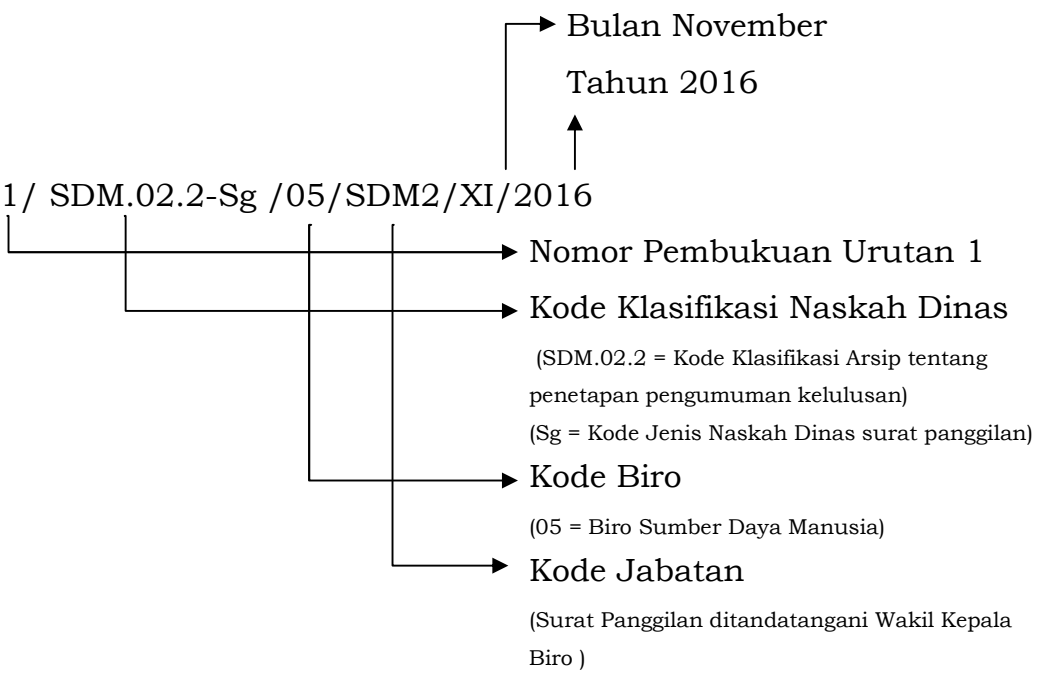 Bulan November
Tahun 2016
1/ SDM.02.2-Sg /05/SDM2/XI/2016
Nomor Pembukuan Urutan 1
Kode Klasifikasi Naskah Dinas
(SDM.02.2 = Kode Klasifikasi Arsip tentang
penetapan pengumuman kelulusan)
(Sg = Kode Jenis Naskah Dinas surat panggilan)
Kode Biro
(05 = Biro Sumber Daya Manusia)
Kode Jabatan
(Surat Panggilan ditandatangani Wakil Kepala
Biro )